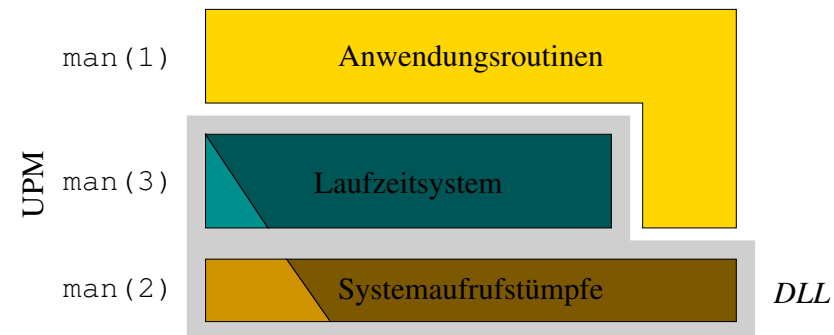 man(1) Anwendungsroutinen
UPM
man(3) Laufzeitsystem
man(2) Systemaufrufstümpfe DLL